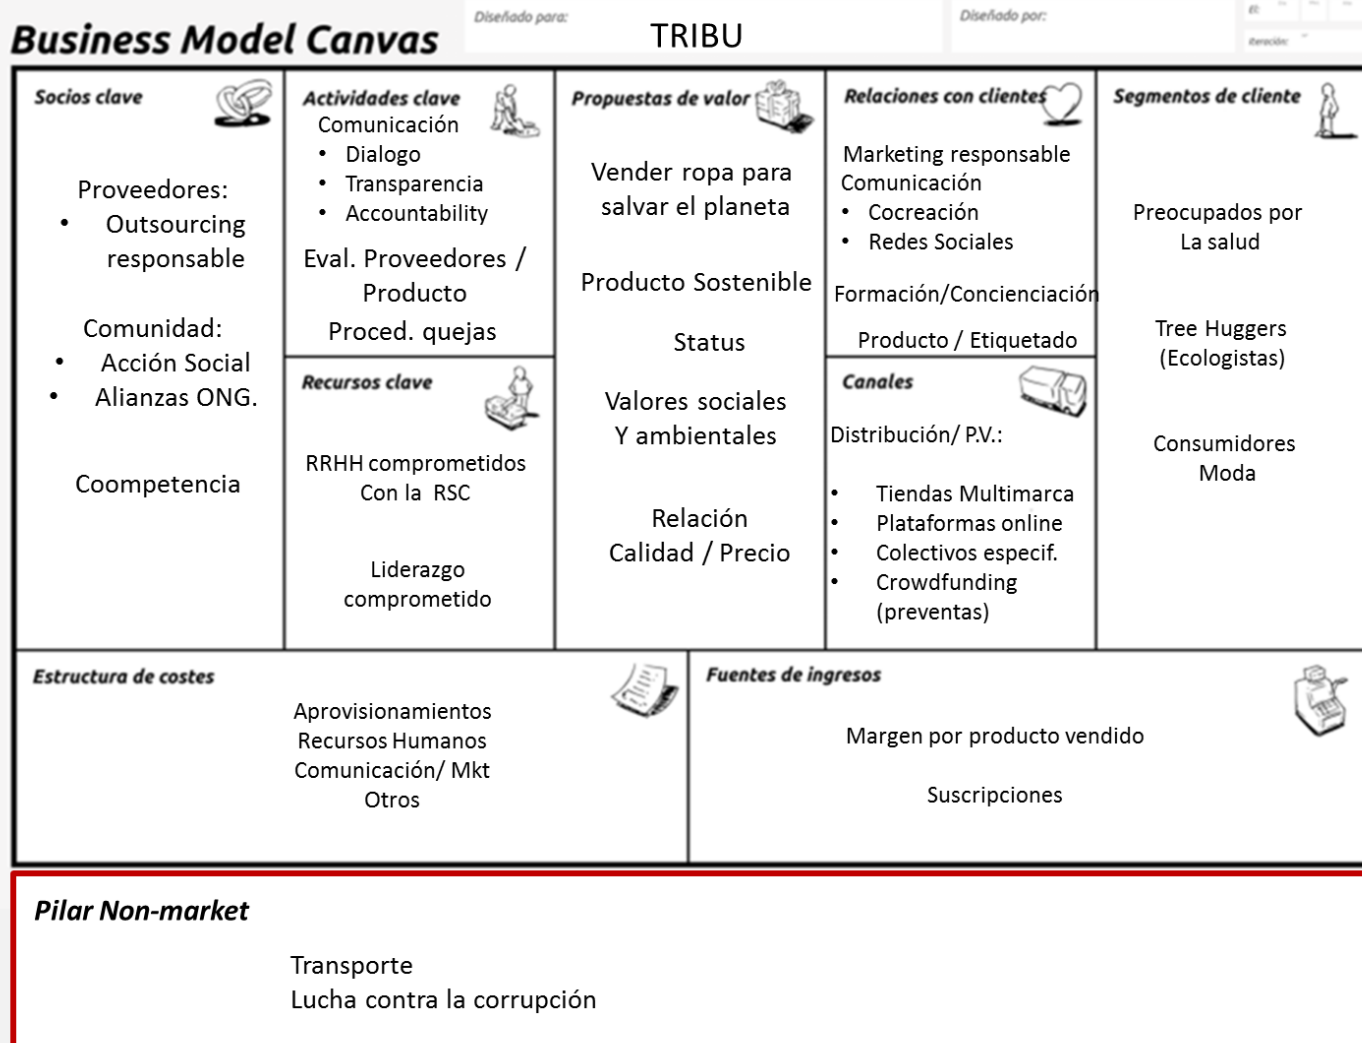 Business Model Canvas
Diseñado para:
TRIBU
Diseñado por:
El:
Iteración:
Socios clave
Proveedores:
• Outsourcing
responsable
Comunidad:
• Acción Social
• Alianzas ONG.
Coompetencia
Actividades clave
Comunicación
• Dialogo
• Transparencia
• Accountability
Eval. Proveedores /
Producto
Proced. quejas
Recursos clave
RRHH comprometidos
Con la RSC
Liderazgo
comprometido
Propuestas de valor
Vender ropa para
salvar el planeta
Producto Sostenible
Status
Valores sociales
Y ambientales
Relación
Calidad / Precio
Relaciones con clientes
Marketing responsable
Comunicación
• Cocreación
• Redes Sociales
Formación/Concienciación
Producto / Etiquetado
Canales
Distribución/ P.V.:
• Tiendas Multimarca
• Plataformas online
• Colectivos especif.
• Crowdfunding
(preventas)
Segmentos de cliente
Preocupados por
La salud
Tree Huggers
(Ecologistas)
Consumidores
Moda
Estructura de costes
Aprovisionamientos
Recursos Humanos
Comunicación/ Mkt
Otros
Fuentes de ingresos
Margen por producto vendido
Suscripciones
Pilar Non-market
Transporte
Lucha contra la corrupción